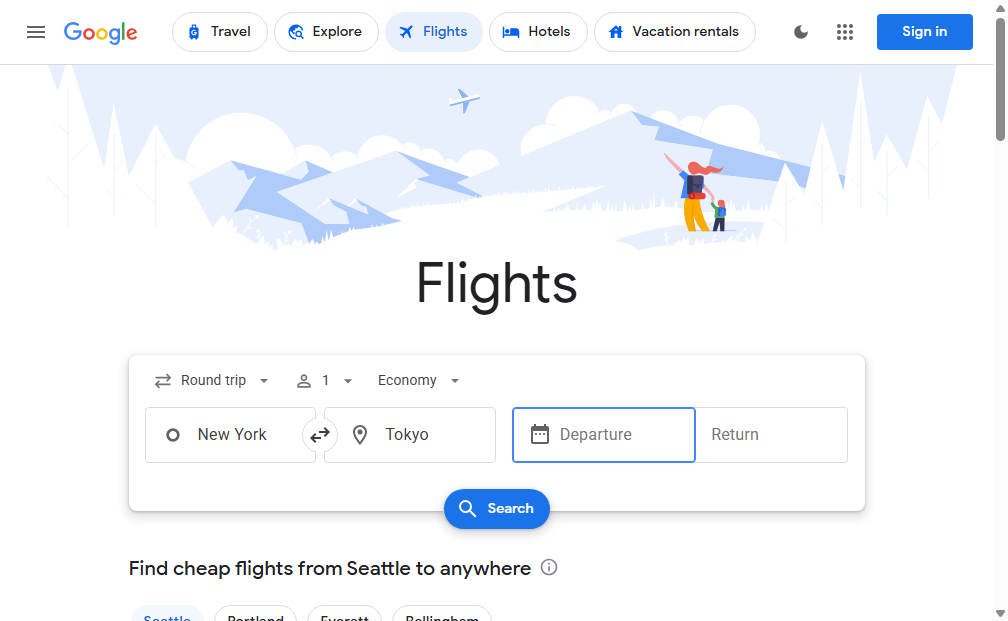 Google Travel Explore Flights Hotels Vacation rentals Sign in
Flights
Round trip 1 Economy
New York Tokyo Departure Return
Search
Find cheap flights from Seattle to anywhere
Seattle Portland Everett Bellingham